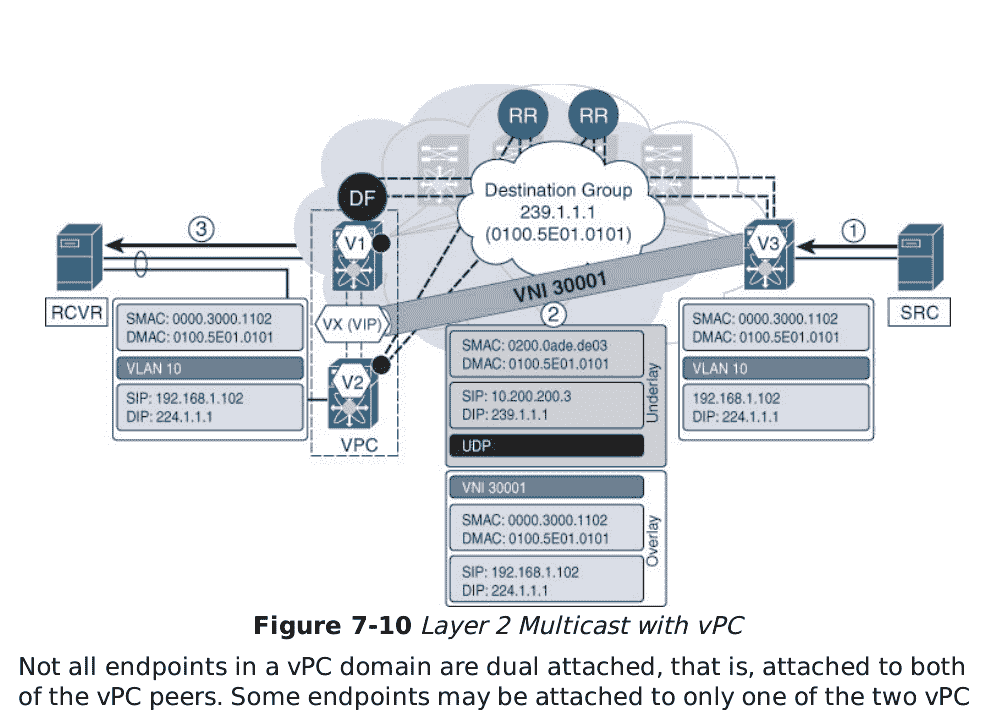 RR
RR
Destination Group
239.1.1.1
(0100.5E01.0101)
DF
3
V1
V3
1
RCVR
VNI 30001
SRC
VX (VIP)
2
SMAC: 0000.3000.1102
DMAC: 0100.5E01.0101
VLAN 10
SIP: 192.168.1.102
DIP: 224.1.1.1
V2
VPC
SMAC: 0200.0ade.de03
DMAC: 0100.5E01.0101
SIP: 10.200.200.3
DIP: 239.1.1.1
UDP
Underlay
VNI 30001
SMAC: 0000.3000.1102
DMAC: 0100.5E01.0101
SIP: 192.168.1.102
DIP: 224.1.1.1
Overlay
SMAC: 0000.3000.1102
DMAC: 0100.5E01.0101
VLAN 10
192.168.1.102
DIP: 224.1.1.1
Figure 7-10 Layer 2 Multicast with vPC
Not all endpoints in a vPC domain are dual attached, that is, attached to both
of the vPC peers. Some endpoints may be attached to only one of the two vPC